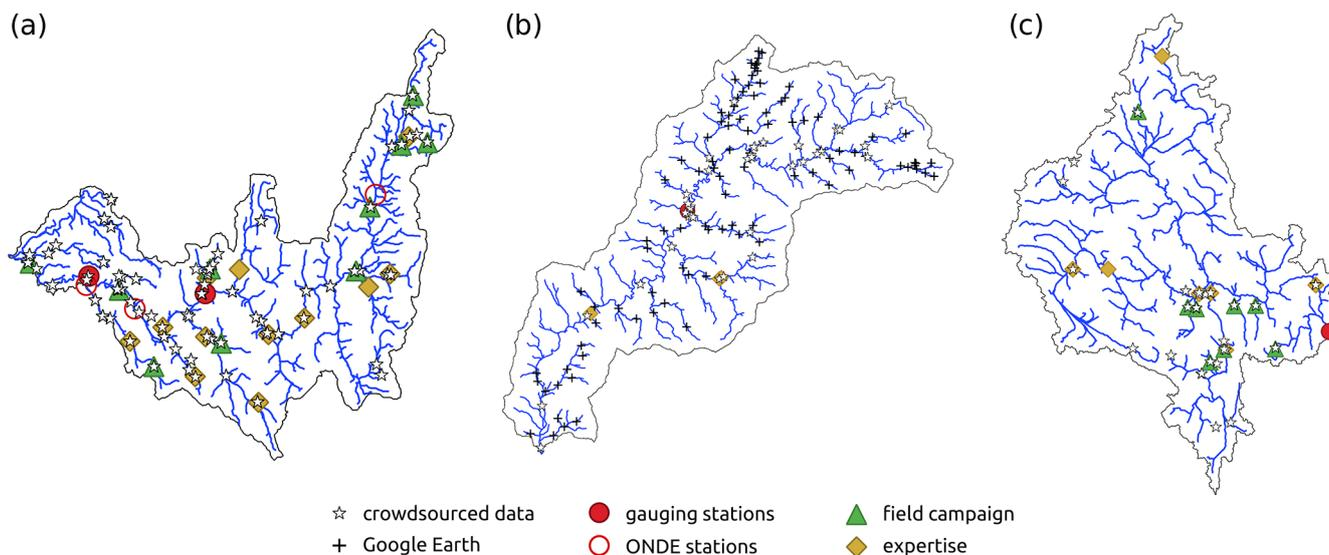 (a) (b) (c)
crowdsourced data gauging stations field campaign
Google Earth ONDE stations expertise